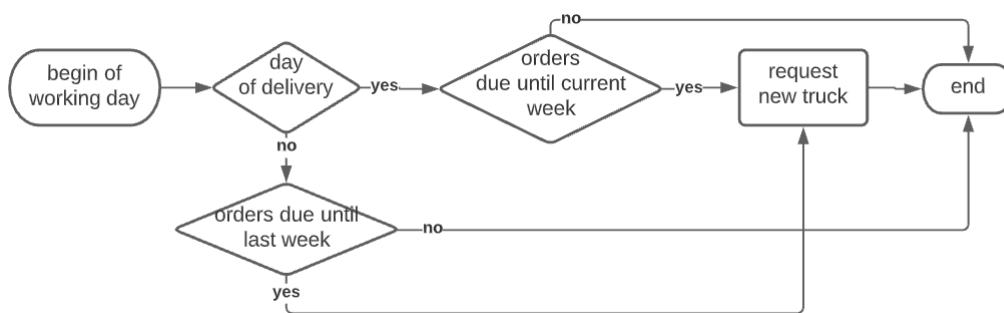 no
begin of
working day
day
of delivery
yes
orders
due until current
week
yes
request
new truck
end
no
orders due until
last week
no
yes